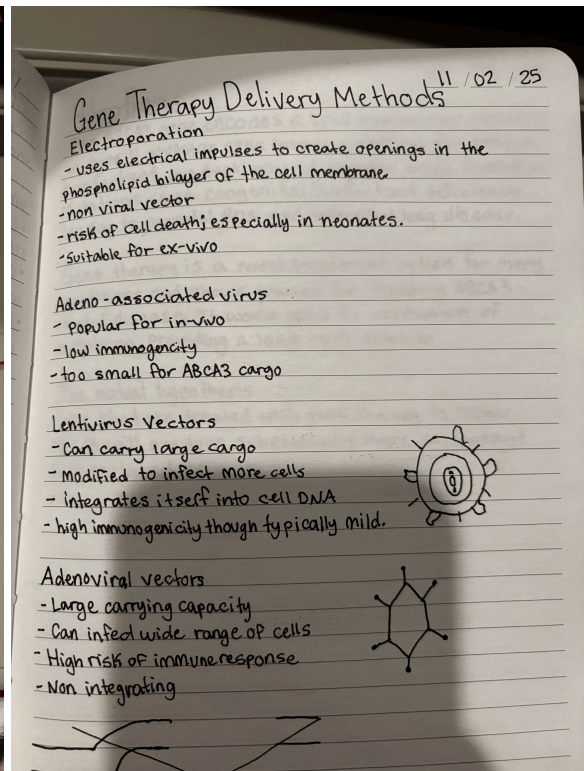 11 / 02 / 25
Gene Therapy Delivery Methods
Electroporation
- uses electrical impulses to create openings in the
phospholipid bilayer of the cell membrane.
- non viral vector
- risk of cell death; especially in neonates.
- Suitable for ex-vivo
Adeno-associated virus
- popular for in-vivo
- low immunogencity
- too small for ABCA3 cargo
Lentivirus vectors
- Can carry large cargo
- modified to infect more cells
- integrates itself into cell DNA
- high immunogenicity though typically mild.
Adenoviral vectors
- Large carrying capacity
- Can infed wide range of cells
- High risk of immune response
- Non integrating